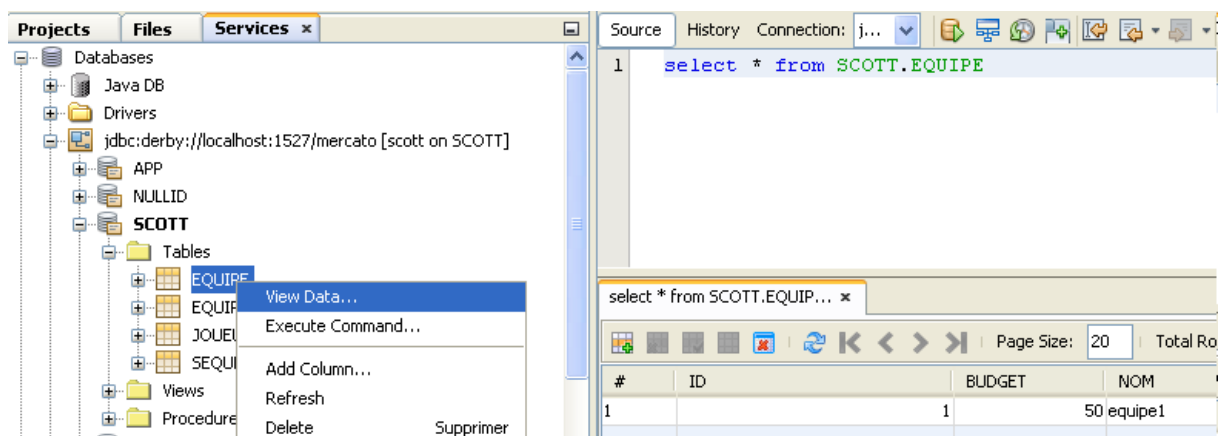 Projects Files Services ×
Databases
Java DB
Drivers
jdbc:derby://localhost:1527/mercato [scott on SCOTT]
APP
NULLID
SCOTT
Tables
EQUIPE
EQUIP
JOUEU
SEQU
Views
Procedure
View Data...
Execute Command...
Add Column...
Refresh
Delete Supprimer
Source History Connection: j...
1 select * from SCOTT.EQUIPE
select * from SCOTT.EQUIP... ×
Page Size: 20 Total Ro
# ID BUDGET NOM
1 1 50 equipe1